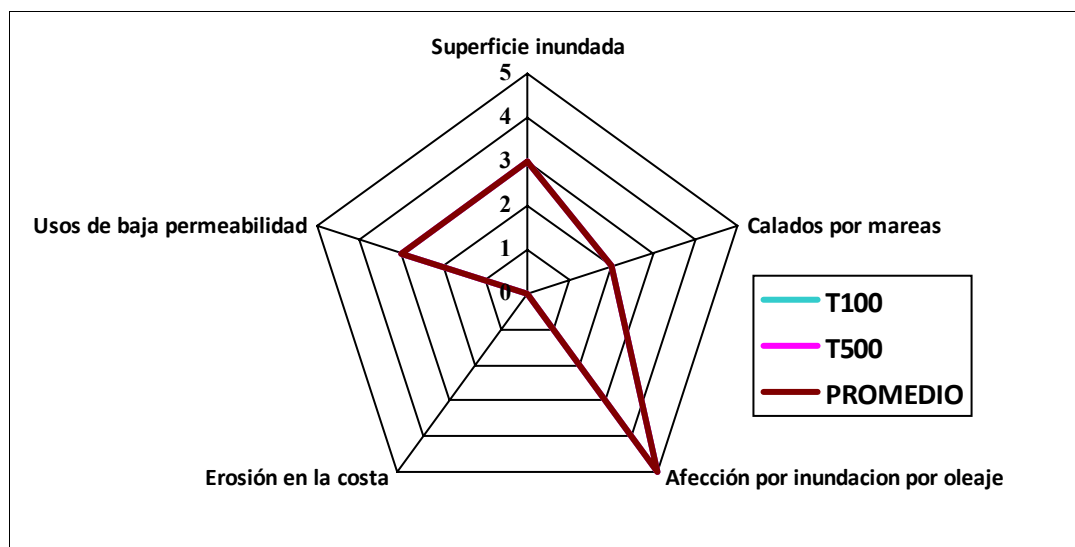 Superficie inundada
5
4
3
2
1
0
Usos de baja permeabilidad
Calados por mareas
T100
T500
PROMEDIO
Erosión en la costa
Afección por inundacion por oleaje